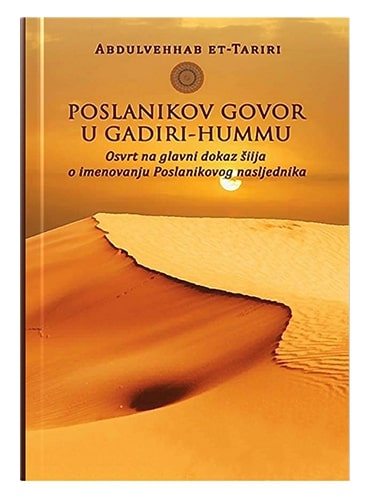 ABDULVEHHAB ET-TARIRI
POSLANIKOV GOVOR
U GADIRI-HUMMU
Osvrt na glavni dokaz šiija
o imenovanju Poslanikovog nasljednika